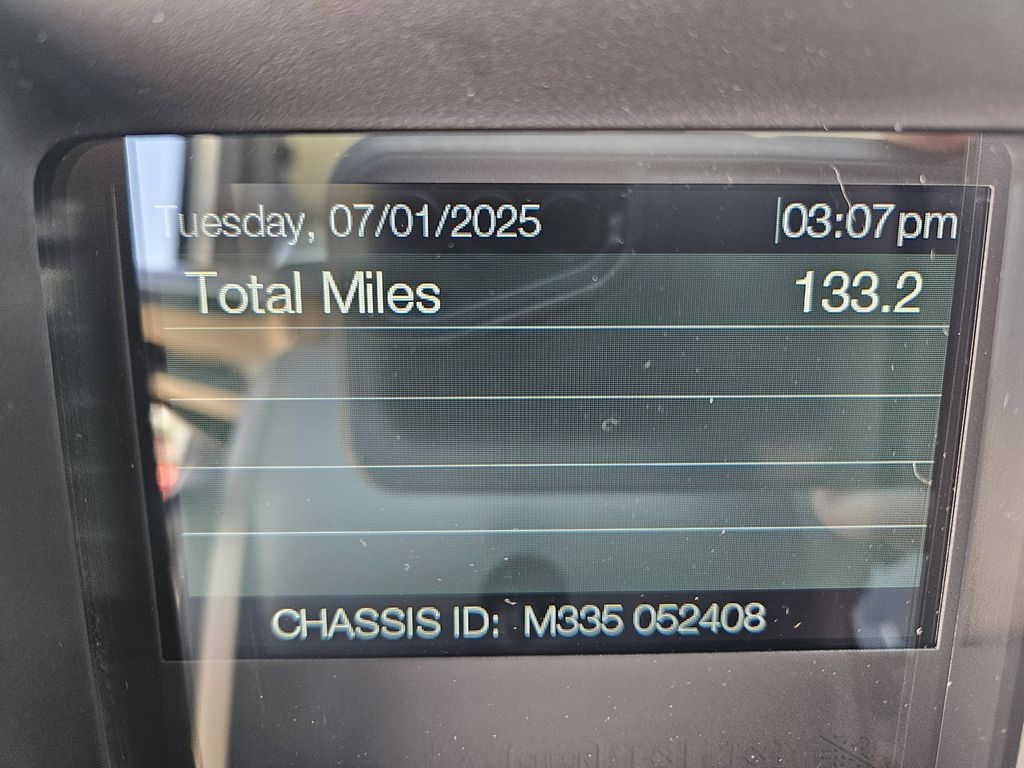 Tuesday, 07/01/2025 03:07pm
Total Miles 133.2
CHASSIS ID: M335 052408